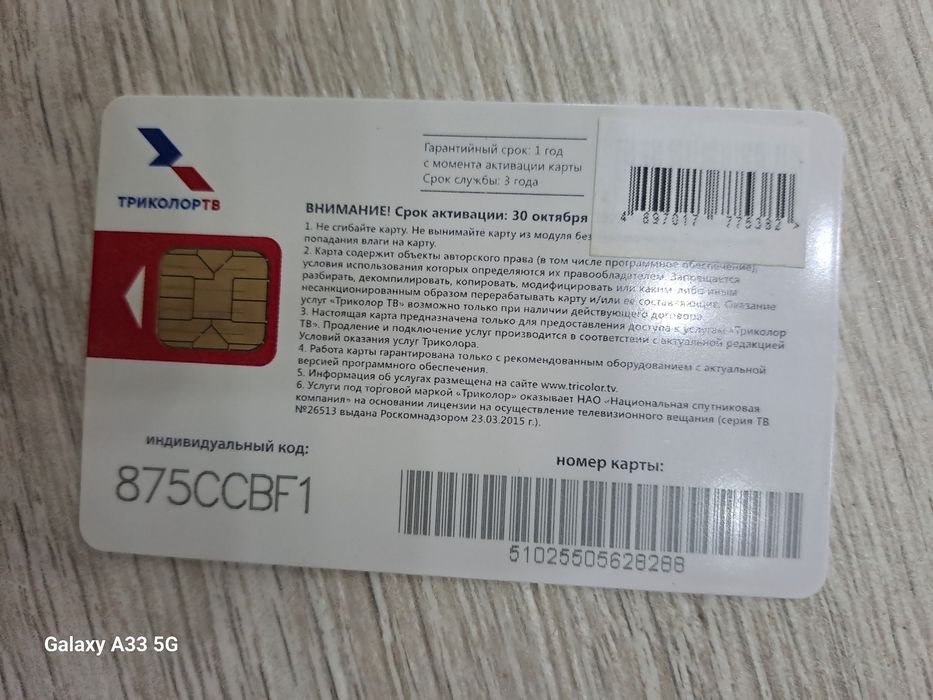 Гарантийный срок: 1 год
с момента активации карты
Срок службы: 3 года
4 897017 775382 >
ТРИКОЛОРТВ
ВНИМАНИЕ! Срок активации: 30 октября
1. Не сгибайте карту. Не вынимайте карту из модуля без
попадания влаги на карту.
2. Карта содержит объекты авторского права (в том числе программное обеспечение),
условия использования которых определяются их правообладателем. Запрещается
разбирать, декомпилировать, копировать, модифицировать или каким-либо иным
несанкционированным образом перерабатывать карту и/или ее составляющие. Оказание
услуг «Триколор ТВ» возможно только при наличии действующего договора.
3. Настоящая карта предназначена только для предоставления доступа к услугам «Триколор
ТВ». Продление и подключение услуг производится в соответствии с актуальной редакцией
Условий оказания услуг Триколора.
4. Работа карты гарантирована только с рекомендованным оборудованием с актуальной
версией программного обеспечения.
5. Информация об услугах размещена на сайте www.tricolor.tv.
6. Услуги под торговой маркой «Триколор» оказывает НАО «Национальная спутниковая
компания» на основании лицензии на осуществление телевизионного вещания (серия ТВ
№26513 выдана Роскомнадзором 23.03.2015 г.).
индивидуальный код:
875CCBF1
номер карты:
51025505628288
Galaxy A33 5G